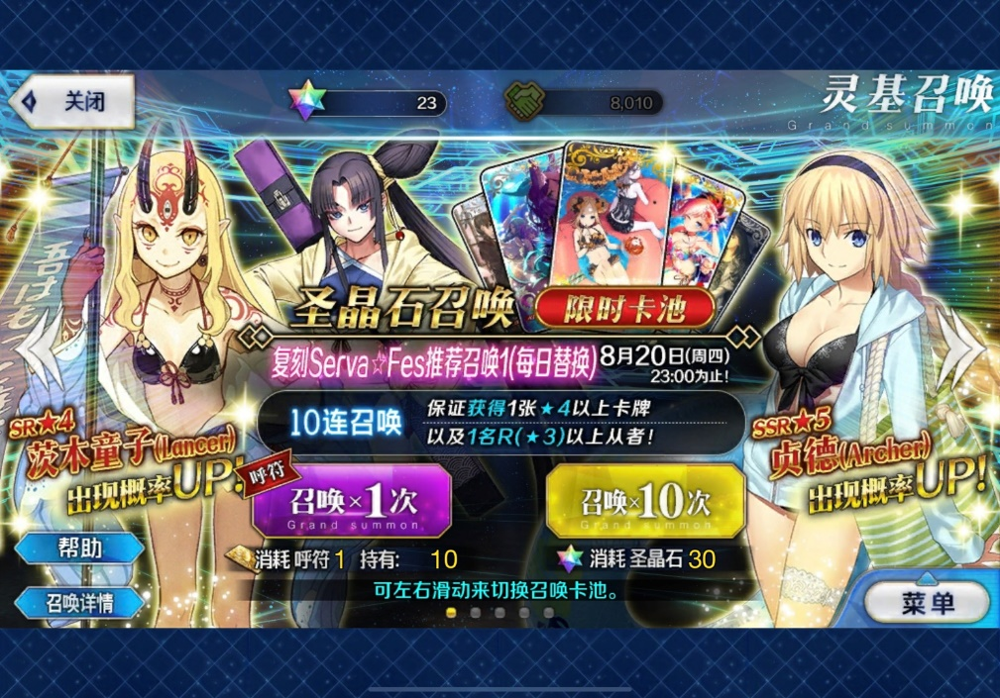 关闭
23
8,010
灵基召唤
Grand summon
圣晶石召唤
限时卡池
复刻Serva☆Fes推荐召唤1(每日替换)
8月20日(周四)
23:00为止!
10连召唤
保证获得1张★4以上卡牌
以及1名R(★3)以上从者!
SR★4
茨木童子(Lancer)
出现概率UP!
SSR★5
贞德(Archer)
出现概率UP!
呼符
召唤×1次
Grand summon
召唤×10次
Grand summon
消耗 呼符 1 持有: 10
消耗 圣晶石 30
可左右滑动来切换召唤卡池。
帮助
召唤详情
菜单
吾はも